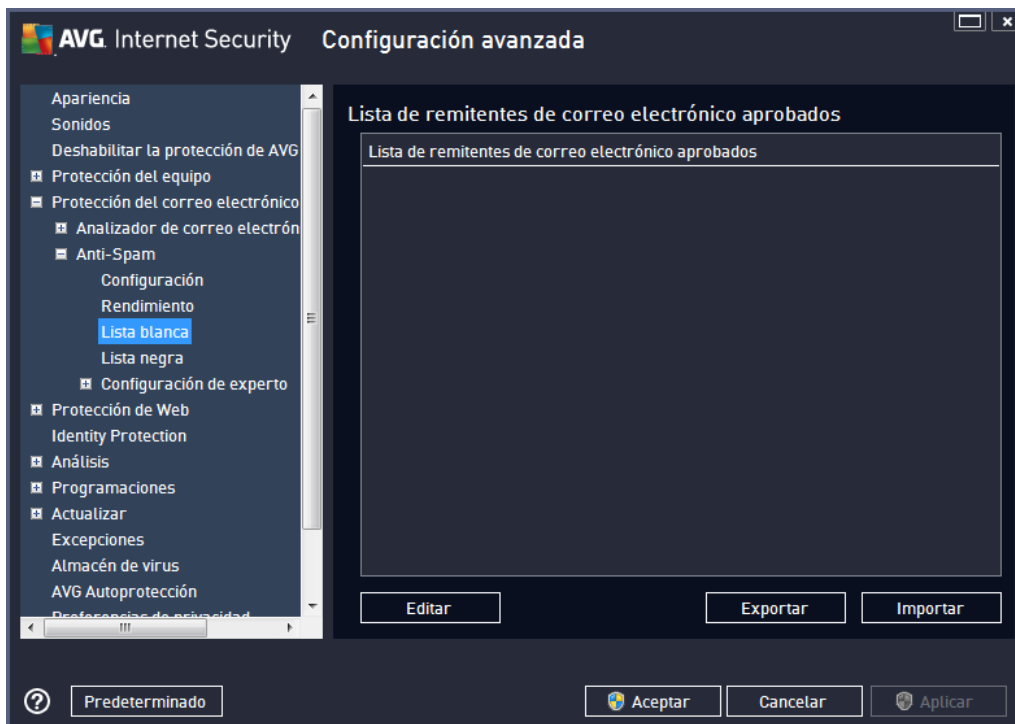 AVG. Internet Security
Configuración avanzada
Apariencia
Sonidos
Deshabilitar la protección de AVG
Protección del equipo
Protección del correo electrónico
Analizador de correo electrón
Anti-Spam
Configuración
Rendimiento
Lista blanca
Lista negra
Configuración de experto
Protección de Web
Identity Protection
Análisis
Programaciones
Actualizar
Excepciones
Almacén de virus
AVG Autoprotección
Preferencias de privacidad
Lista de remitentes de correo electrónico aprobados
Lista de remitentes de correo electrónico aprobados
Editar
Exportar
Importar
Predeterminado
Aceptar
Cancelar
Aplicar